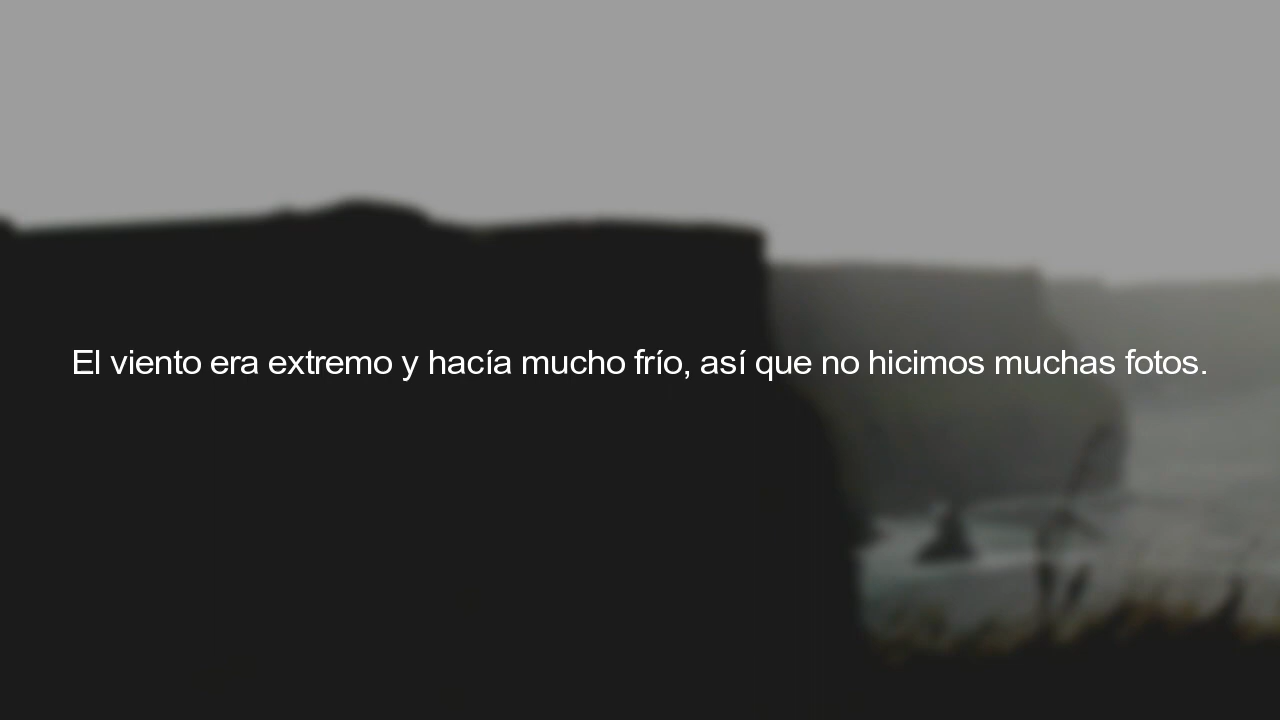 El viento era extremo y hacía mucho frío, así que no hicimos muchas fotos.